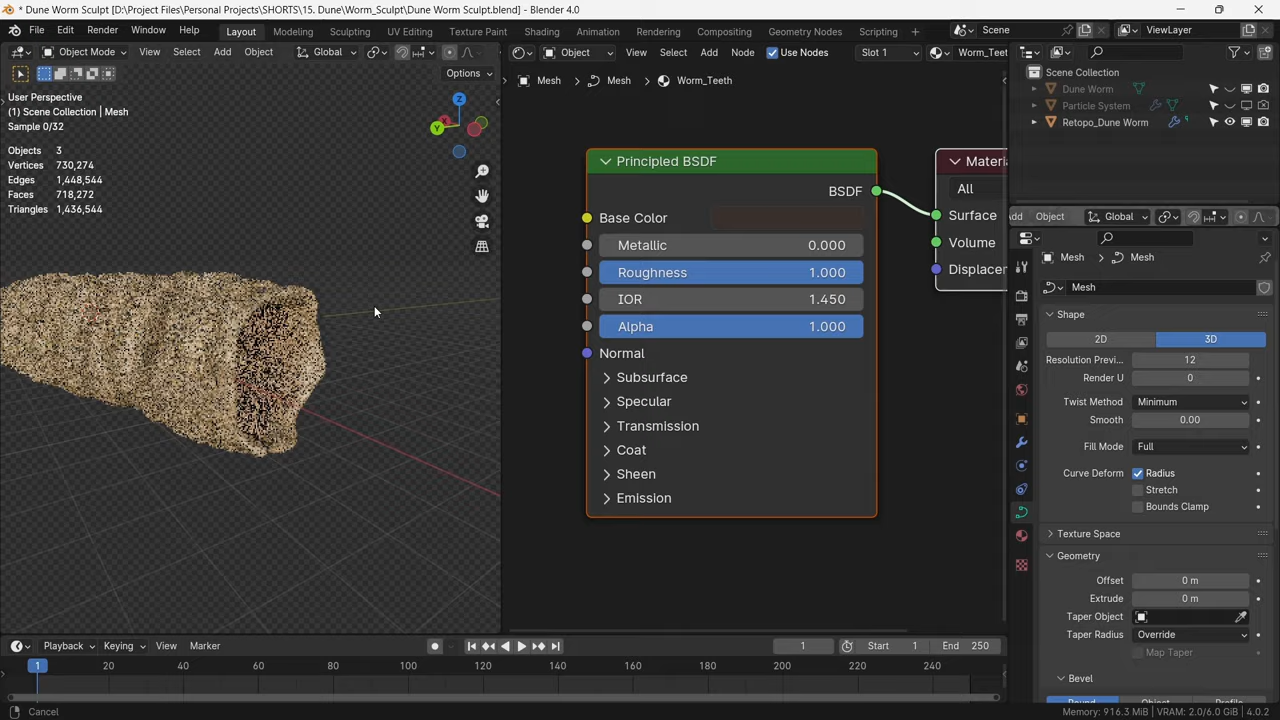 * Dune Worm Sculpt [D:\Project Files\Personal Projects\SHORTS\15. Dune\Worm_Sculpt\Dune Worm Sculpt.blend] - Blender 4.0
File Edit Render Window Help Layout Modeling Sculpting UV Editing Texture Paint Shading Animation Rendering Compositing Geometry Nodes Scripting + Scene ViewLayer
Object Mode View Select Add Object Global Object View Select Add Node Use Nodes Slot 1 Worm_Teet
Options
User Perspective
(1) Scene Collection | Mesh
Sample 0/32
Objects 3
Vertices 730,274
Edges 1,448,544
Faces 718,272
Triangles 1,436,544
Z
Y
Mesh > Mesh > Worm_Teeth
Principled BSDF
BSDF
Base Color
Metallic 0.000
Roughness 1.000
IOR 1.450
Alpha 1.000
Normal
Subsurface
Specular
Transmission
Coat
Sheen
Emission
Materi
All
Surface
Volume
Displacer
Scene Collection
Dune Worm
Particle System
Retopo_Dune Worm
Add Object Global
Mesh > Mesh
Mesh
Shape
2D 3D
Resolution Previ... 12
Render U 0
Twist Method Minimum
Smooth 0.00
Fill Mode Full
Curve Deform Radius
Stretch
Bounds Clamp
Texture Space
Geometry
Offset 0 m
Extrude 0 m
Taper Object
Taper Radius Override
Map Taper
Bevel
Round Object Profile
Playback Keying View Marker 1 Start 1 End 250
1 20 40 60 80 100 120 140 160 180 200 220 240
Cancel Memory: 916.3 MiB | VRAM: 2.0/6.0 GiB | 4.0.2